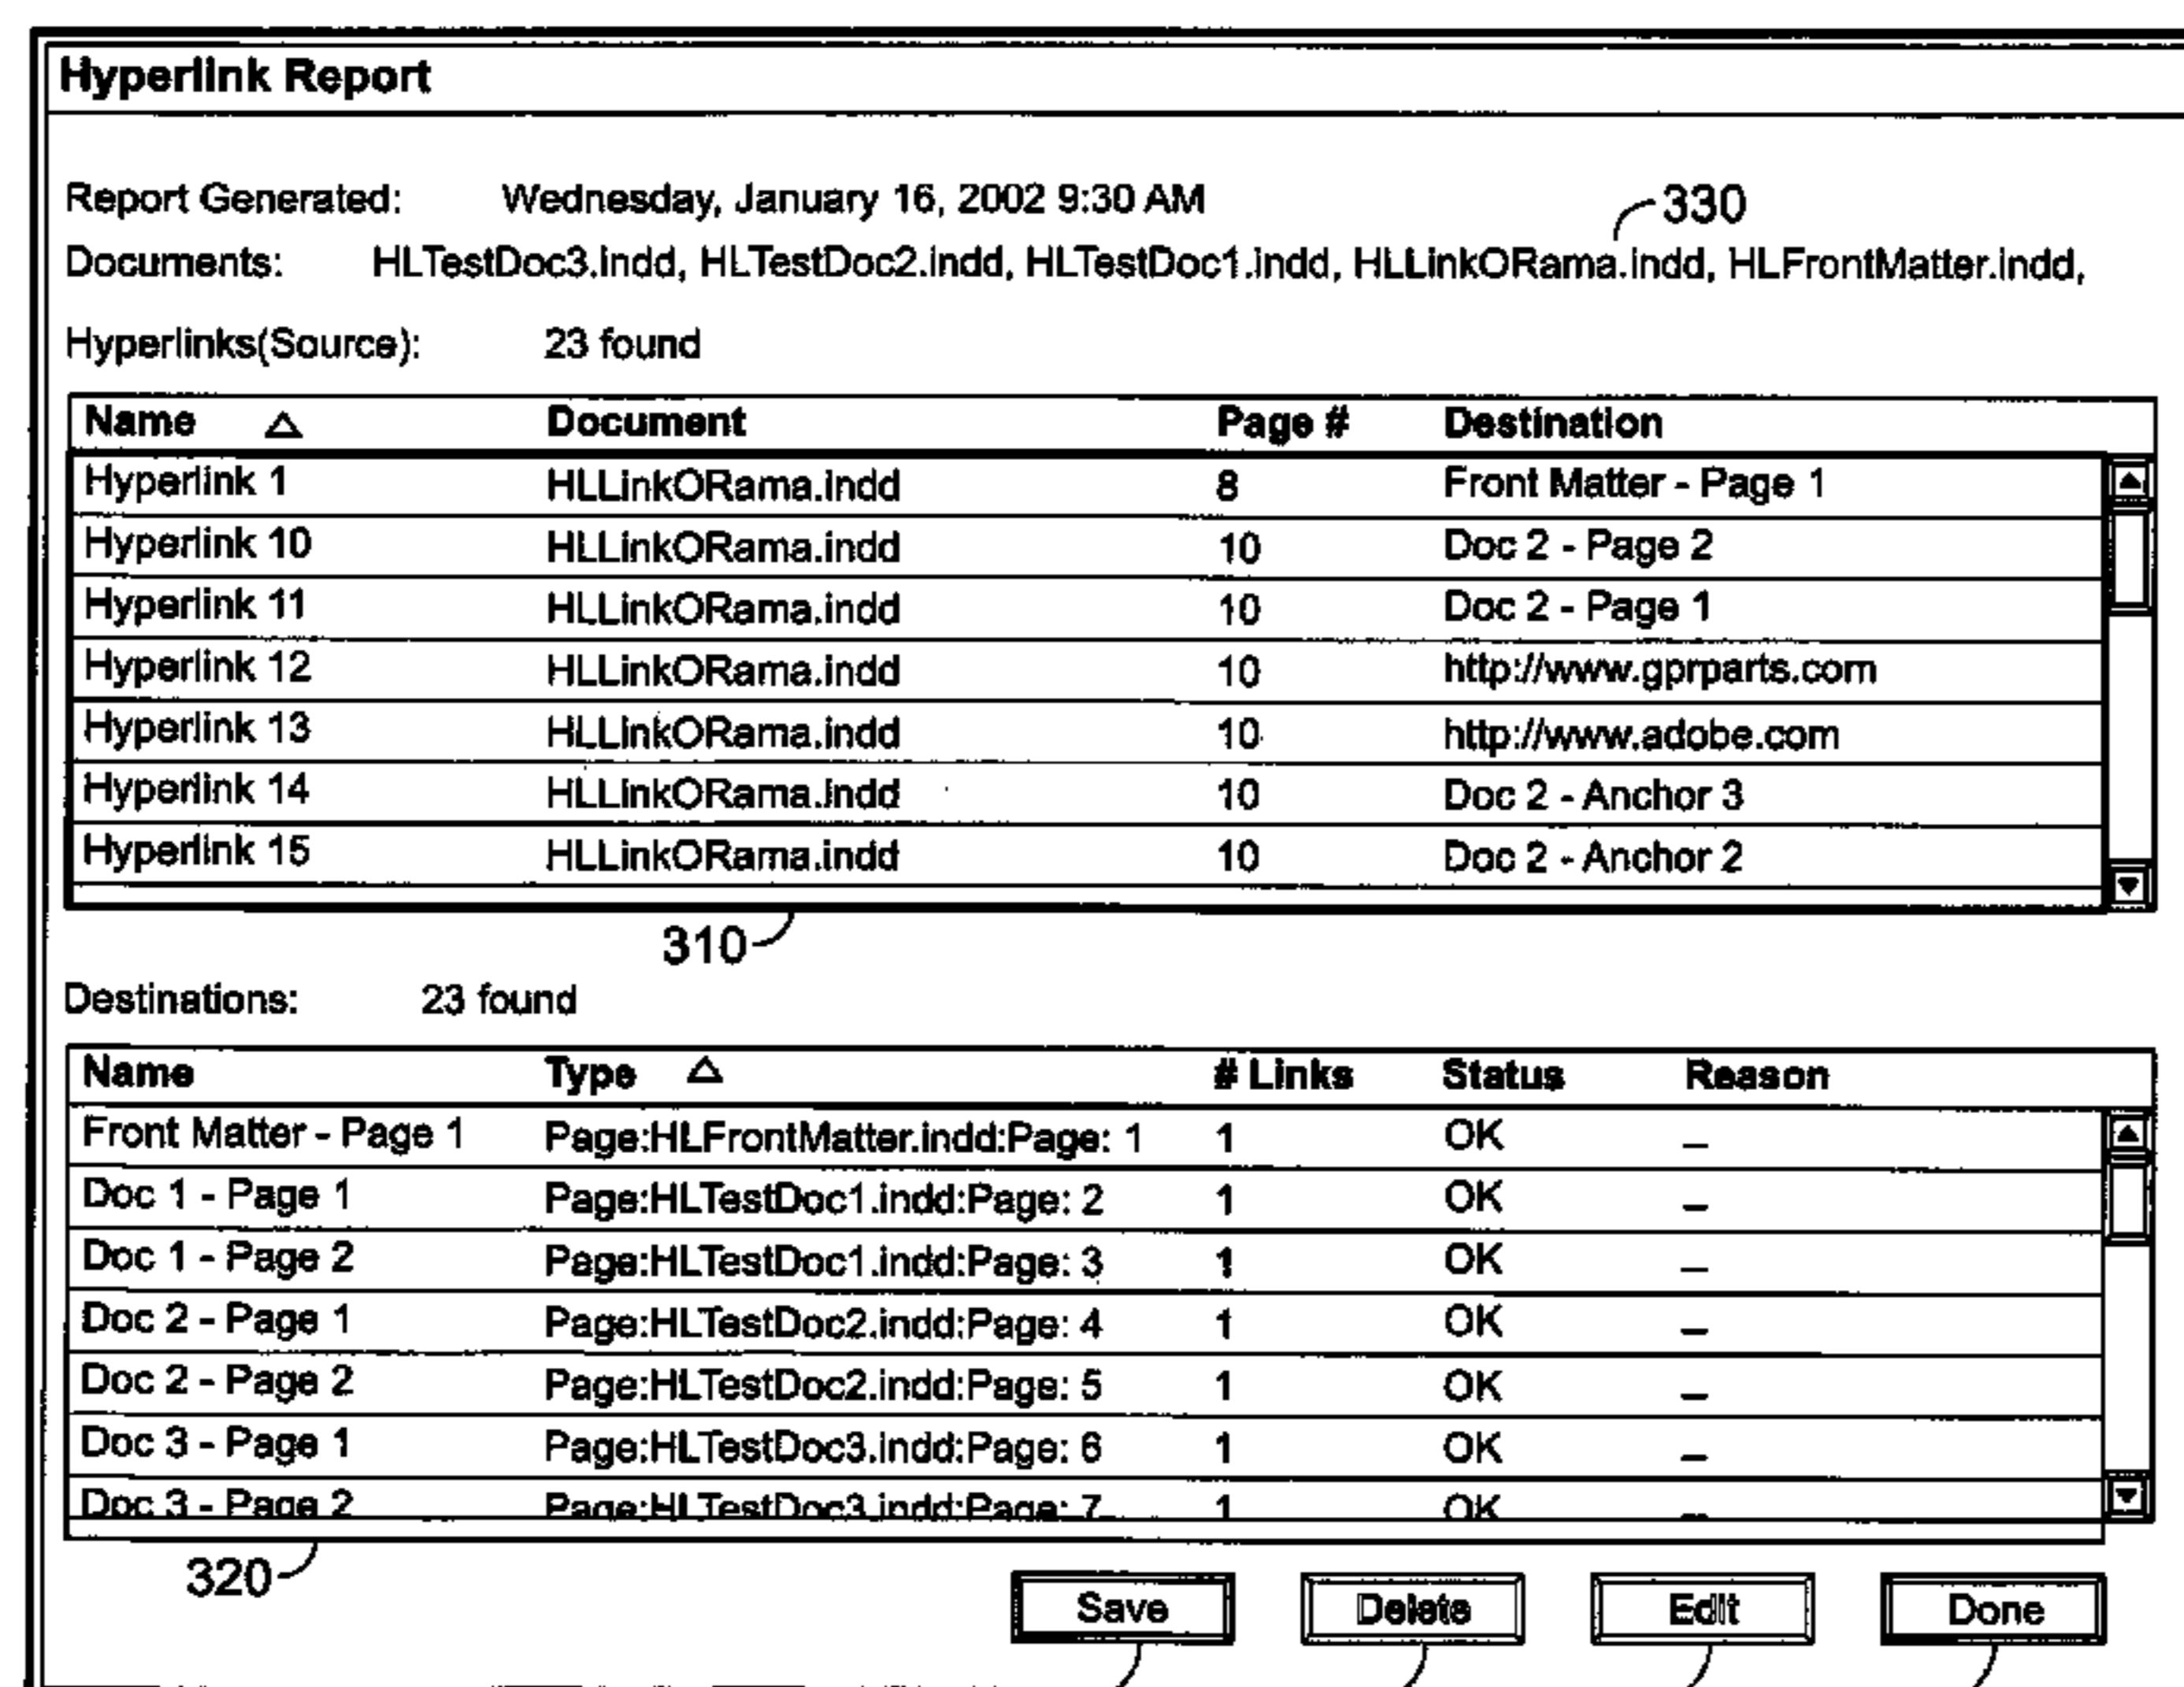 Hyperlink Report
Report Generated: Wednesday, January 16, 2002 9:30 AM
330
Documents: HLTestDoc3.indd, HLTestDoc2.indd, HLTestDoc1.indd, HLLinkORama.indd, HLFrontMatter.indd,
Hyperlinks(Source): 23 found
Name △ Document Page # Destination
Hyperlink 1 HLLinkORama.indd 8 Front Matter - Page 1
Hyperlink 10 HLLinkORama.indd 10 Doc 2 - Page 2
Hyperlink 11 HLLinkORama.indd 10 Doc 2 - Page 1
Hyperlink 12 HLLinkORama.indd 10 http://www.gprparts.com
Hyperlink 13 HLLinkORama.indd 10 http://www.adobe.com
Hyperlink 14 HLLinkORama.indd 10 Doc 2 - Anchor 3
Hyperlink 15 HLLinkORama.indd 10 Doc 2 - Anchor 2
310
Destinations: 23 found
Name Type △ # Links Status Reason
Front Matter - Page 1 Page:HLFrontMatter.indd:Page: 1 1 OK –
Doc 1 - Page 1 Page:HLTestDoc1.indd:Page: 2 1 OK –
Doc 1 - Page 2 Page:HLTestDoc1.indd:Page: 3 1 OK –
Doc 2 - Page 1 Page:HLTestDoc2.indd:Page: 4 1 OK –
Doc 2 - Page 2 Page:HLTestDoc2.indd:Page: 5 1 OK –
Doc 3 - Page 1 Page:HLTestDoc3.indd:Page: 6 1 OK –
Doc 3 - Page 2 Page:HLTestDoc3.indd:Page: 7 1 OK –
320
Save Delete Edit Done